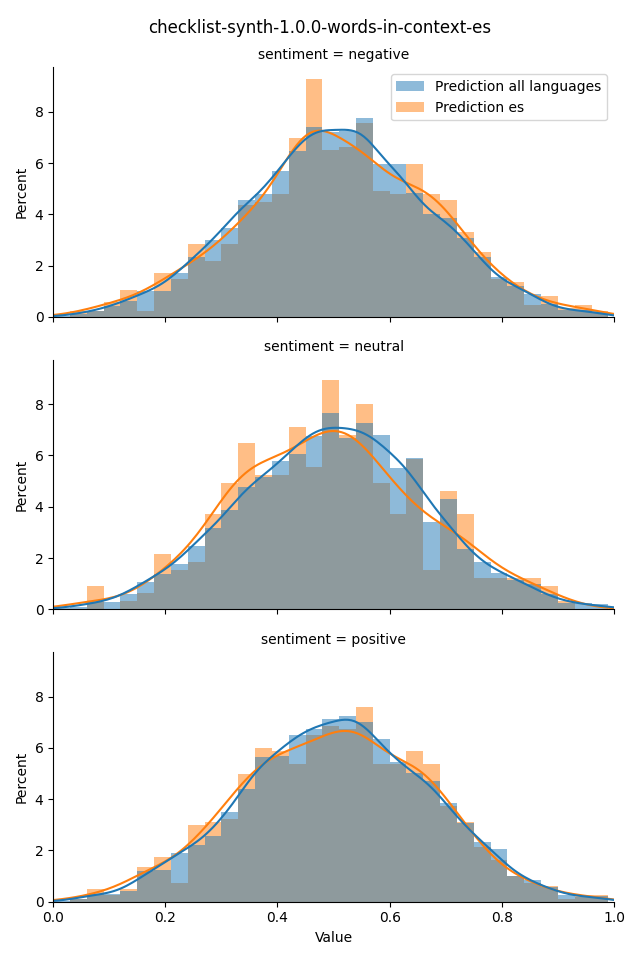 checklist-synth-1.0.0-words-in-context-es
sentiment = negative
Prediction all languages
Prediction es
8
6
4
2
0
Percent
sentiment = neutral
8
6
4
2
0
Percent
sentiment = positive
8
6
4
2
0
Percent
0.0 0.2 0.4 0.6 0.8 1.0
Value